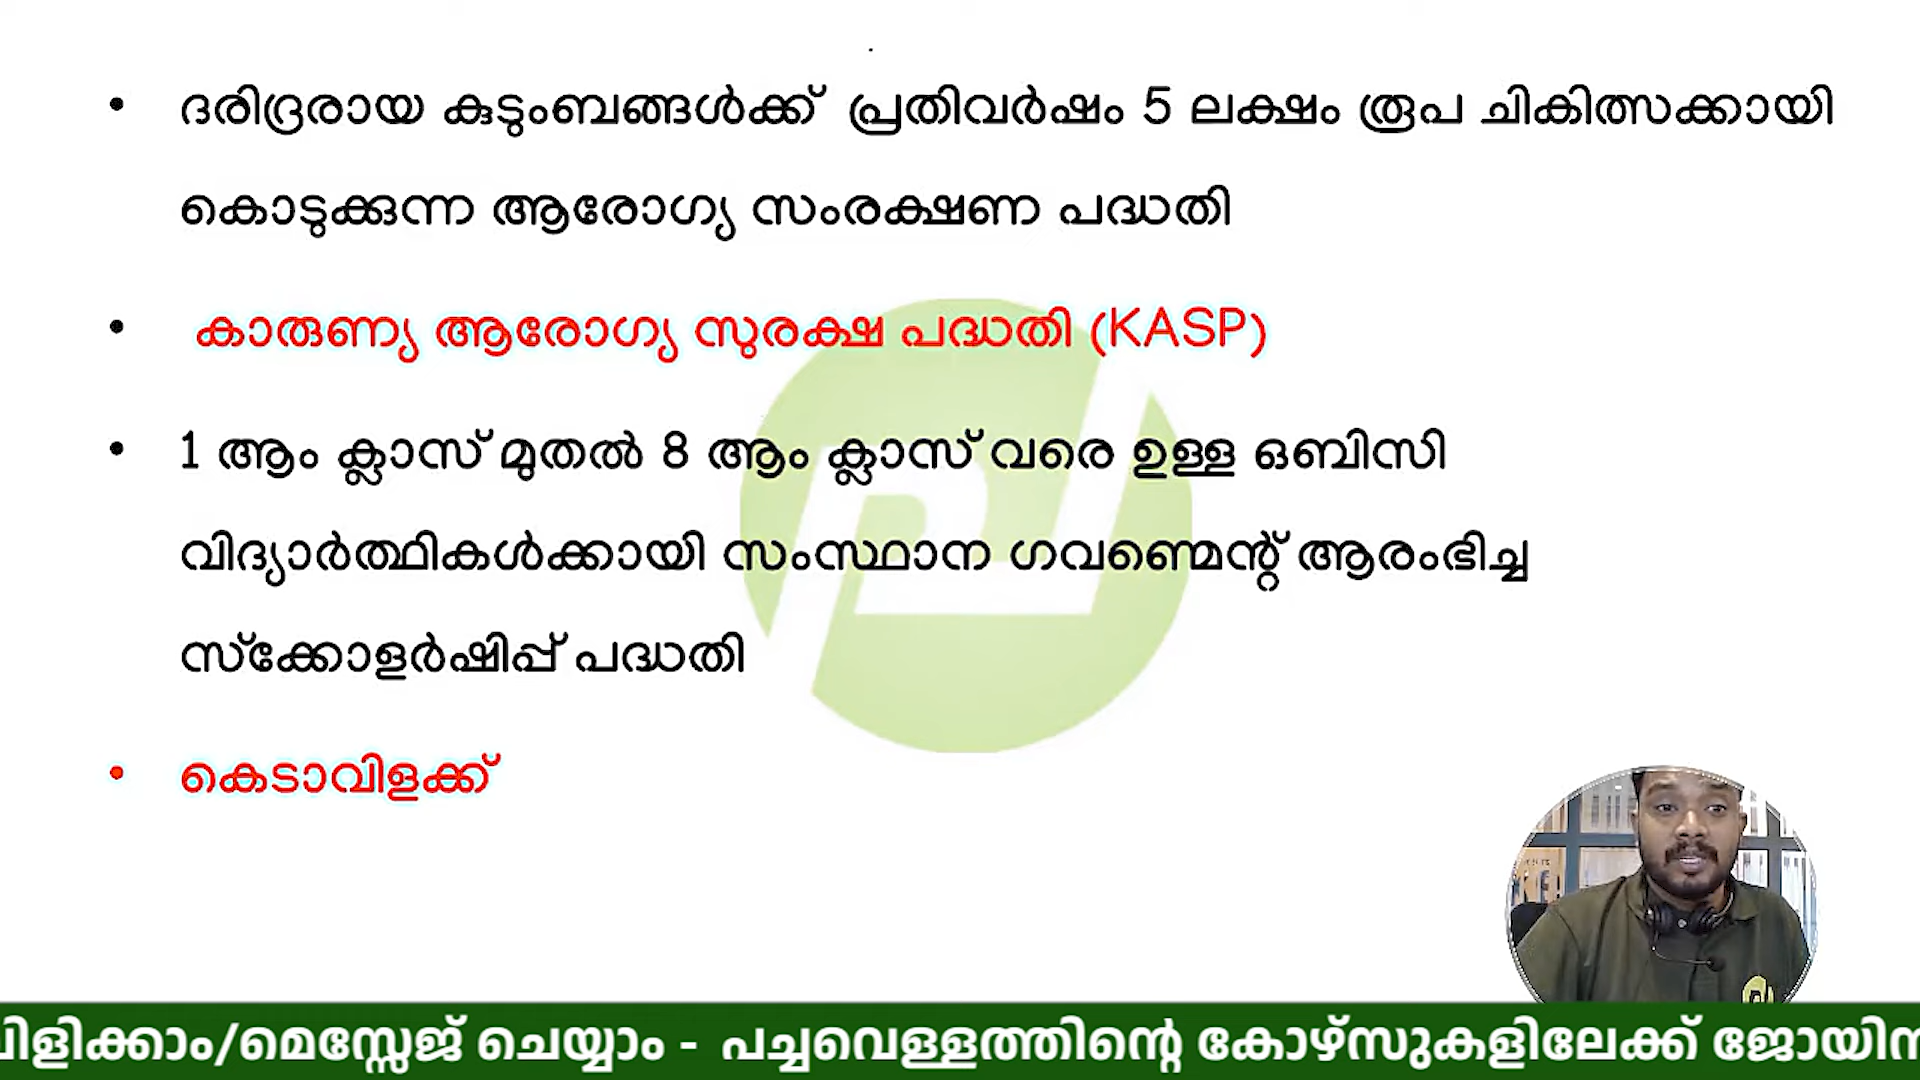 ദരിദ്രരായ കുടുംബങ്ങൾക്ക് പ്രതിവർഷം 5 ലക്ഷം രൂപ ചികിത്സക്കായി
കൊടുക്കുന്ന ആരോഗ്യ സംരക്ഷണ പദ്ധതി
കാരുണ്യ ആരോഗ്യ സുരക്ഷ പദ്ധതി (KASP)
1 ആം ക്ലാസ് മുതൽ 8 ആം ക്ലാസ് വരെ ഉള്ള ഒബിസി
വിദ്യാർത്ഥികൾക്കായി സംസ്ഥാന ഗവണ്മെന്റ് ആരംഭിച്ച
സ്ക്കോളർഷിപ്പ് പദ്ധതി
കെടാവിളക്ക്
ചെയ്യാം - പച്ചവെള്ളത്തിന്റെ കോഴ്സുകളിലേക്ക്